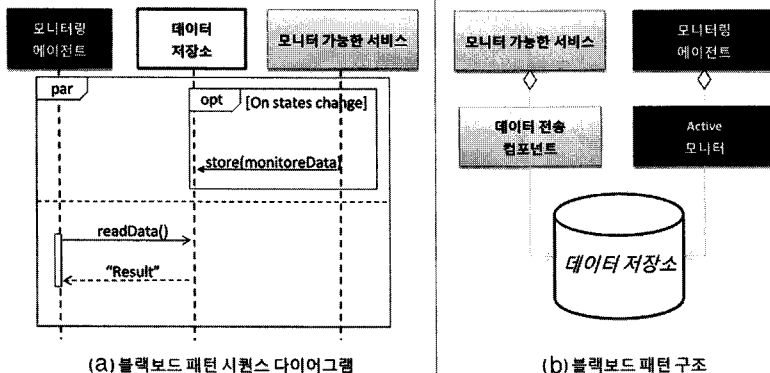 모니터링
에이전트
데이터
저장소
모니터 가능한 서비스
par
opt
[On states change]
store(monitoreData)
readData()
"Result"
(a) 블랙보드 패턴 시퀀스 다이어그램
모니터 가능한 서비스
모니터링
에이전트
데이터 전송
컴포넌트
Active
모니터
데이터 저장소
(b) 블랙보드 패턴 구조